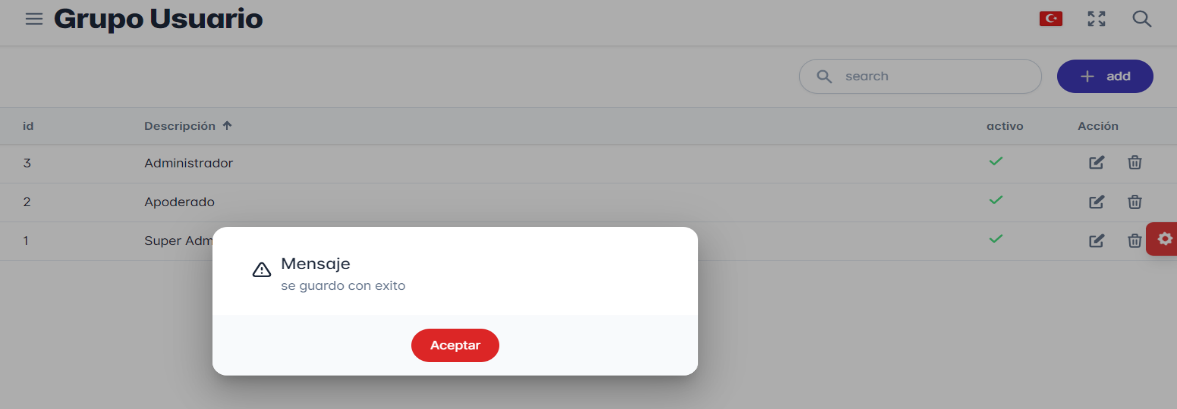 Grupo Usuario
search
add
id Descripción activo Acción
3 Administrador
2 Apoderado
1 Super Adm
Mensaje
se guardo con exito
Aceptar